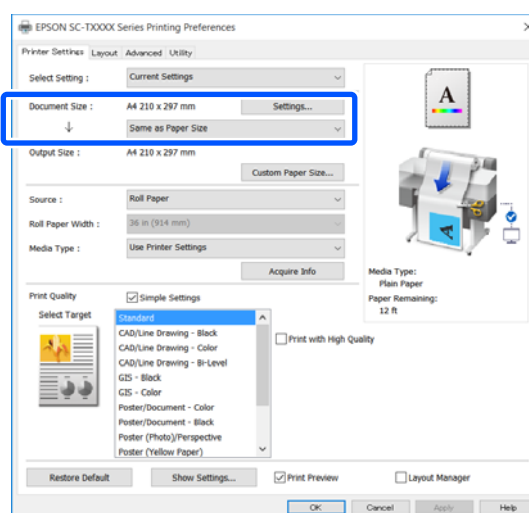 EPSON SC-TXXXX Series Printing Preferences
Printer Settings Layout Advanced Utility
Select Setting : Current Settings
Document Size : A4 210 x 297 mm Settings...
Same as Paper Size
Output Size : A4 210 x 297 mm
Custom Paper Size...
Source : Roll Paper
Roll Paper Width : 36 in (914 mm)
Media Type : Use Printer Settings
Acquire Info
A
Media Type:
Plain Paper
Paper Remaining:
12 ft
Print Quality Simple Settings
Select Target
Standard
CAD/Line Drawing - Black
CAD/Line Drawing - Color
CAD/Line Drawing - Bi-Level
GIS - Black
GIS - Color
Poster/Document - Color
Poster/Document - Black
Poster (Photo)/Perspective
Poster (Yellow Paper)
Print with High Quality
Restore Default Show Settings... Print Preview Layout Manager
OK Cancel Apply Help